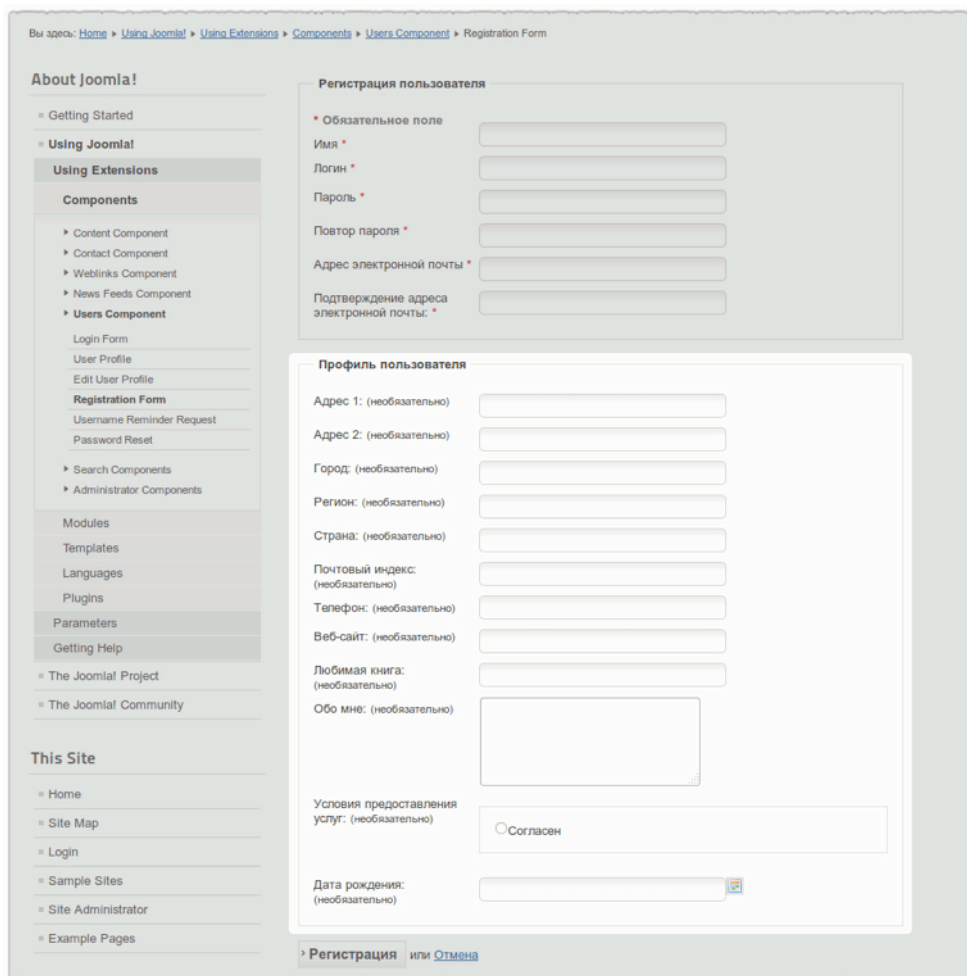 Вы здесь: Home ▸ Using Joomla! ▸ Using Extensions ▸ Components ▸ Users Component ▸ Registration Form
About Joomla!
Getting Started
Using Joomla!
Using Extensions
Components
Content Component
Contact Component
Weblinks Component
News Feeds Component
Users Component
Login Form
User Profile
Edit User Profile
Registration Form
Username Reminder Request
Password Reset
Search Components
Administrator Components
Modules
Templates
Languages
Plugins
Parameters
Getting Help
The Joomla! Project
The Joomla! Community
This Site
Home
Site Map
Login
Sample Sites
Site Administrator
Example Pages
Регистрация пользователя
* Обязательное поле
Имя *
Логин *
Пароль *
Повтор пароля *
Адрес электронной почты *
Подтверждение адреса
электронной почты: *
Профиль пользователя
Адрес 1: (необязательно)
Адрес 2: (необязательно)
Город: (необязательно)
Регион: (необязательно)
Страна: (необязательно)
Почтовый индекс:
(необязательно)
Телефон: (необязательно)
Веб-сайт: (необязательно)
Любимая книга:
(необязательно)
Обо мне: (необязательно)
Условия предоставления
услуг: (необязательно)
Согласен
Дата рождения:
(необязательно)
Регистрация или Отмена